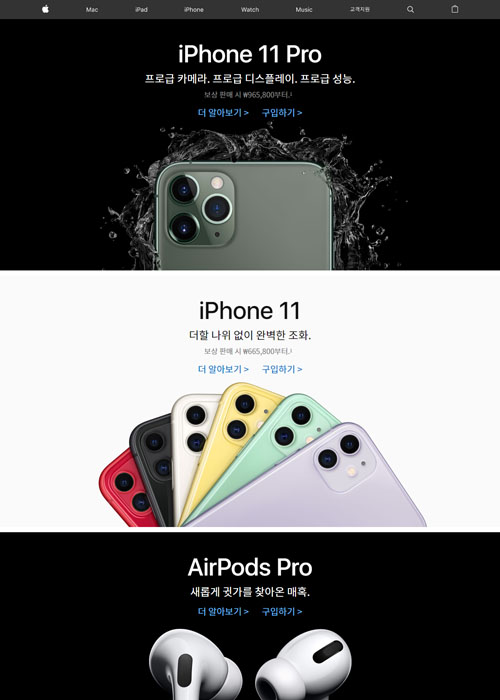 Mac iPad iPhone Watch Music 고객지원
iPhone 11 Pro
프로급 카메라. 프로급 디스플레이. 프로급 성능.
보상 판매 시 ₩965,800부터.¹
더 알아보기 > 구입하기 >
iPhone 11
더할 나위 없이 완벽한 조화.
보상 판매 시 ₩665,800부터.¹
더 알아보기 > 구입하기 >
AirPods Pro
새롭게 귓가를 찾아온 매혹.
더 알아보기 > 구입하기 >